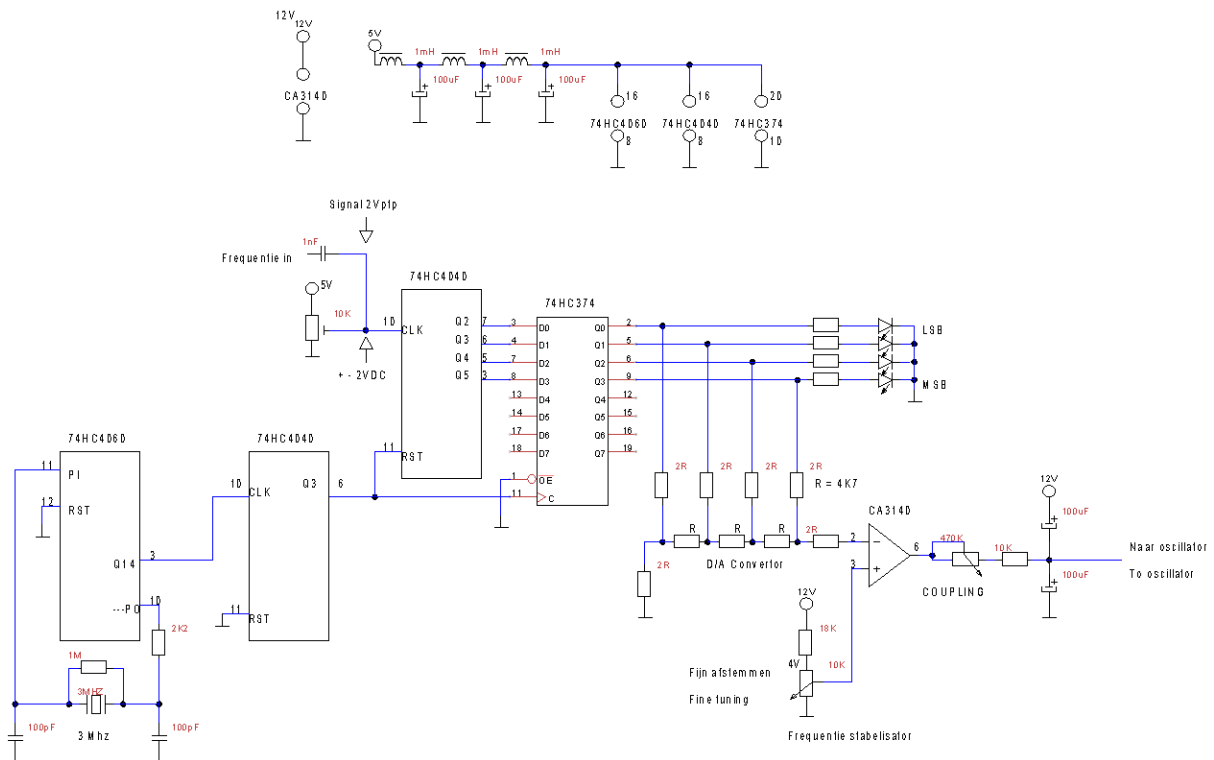 12V
12V
CA3140
5V
1mH
1mH
1mH
100uF
100uF
100uF
16
16
20
74HC4060
74HC4040
74HC374
8
8
10
Signal 2Vptp
1nF
Frequentie in
5V
10K
+ - 2VDC
74HC4040
10
CLK
Q2
7
Q3
6
Q4
5
Q5
3
11
RST
74HC374
3
D0
Q0
2
4
D1
Q1
5
7
D2
Q2
6
8
D3
Q3
9
13
D4
Q4
12
14
D5
Q5
15
17
D6
Q6
16
18
D7
Q7
19
1
OE
11
C
LSB
MSB
74HC4060
11
PI
12
RST
Q14
3
---PO
10
2K2
1M
3MHZ
100pF
3 Mhz
100pF
74HC4040
10
CLK
Q3
6
11
RST
2R
2R
2R
2R
R = 4K7
R
R
R
2R
2R
D/A Convertor
CA3140
2
3
6
470K
10K
COUPLING
12V
100uF
100uF
Naar oscillator
To oscillator
12V
18K
4V
10K
Fijn afstemmen
Fine tuning
Frequentie stabelisator